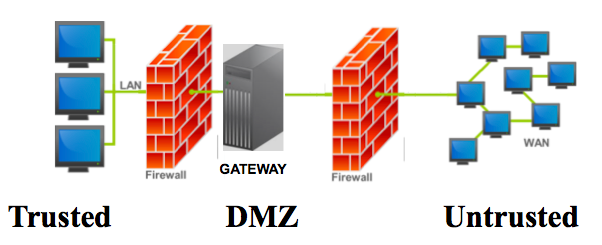 LAN
Firewall
GATEWAY
Firewall
WAN
Trusted
DMZ
Untrusted